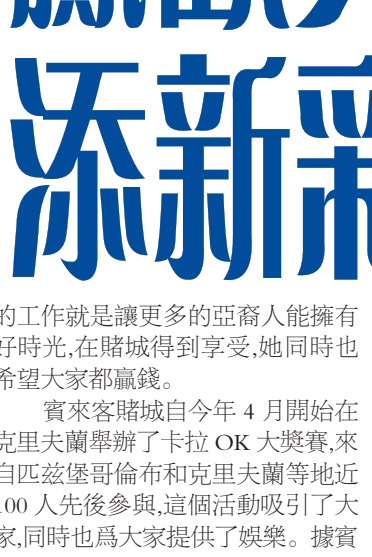 添新彩
的工作就是讓更多的亞裔人能擁有
好時光,在賭城得到享受,她同時也
希望大家都贏錢。
賓來客賭城自今年 4 月開始在
克里夫蘭舉辦了卡拉 OK 大獎賽,來
自匹兹堡哥倫布和克里夫蘭等地近
100 人先後參與,這個活動吸引了大
家,同時也爲大家提供了娛樂。據賓